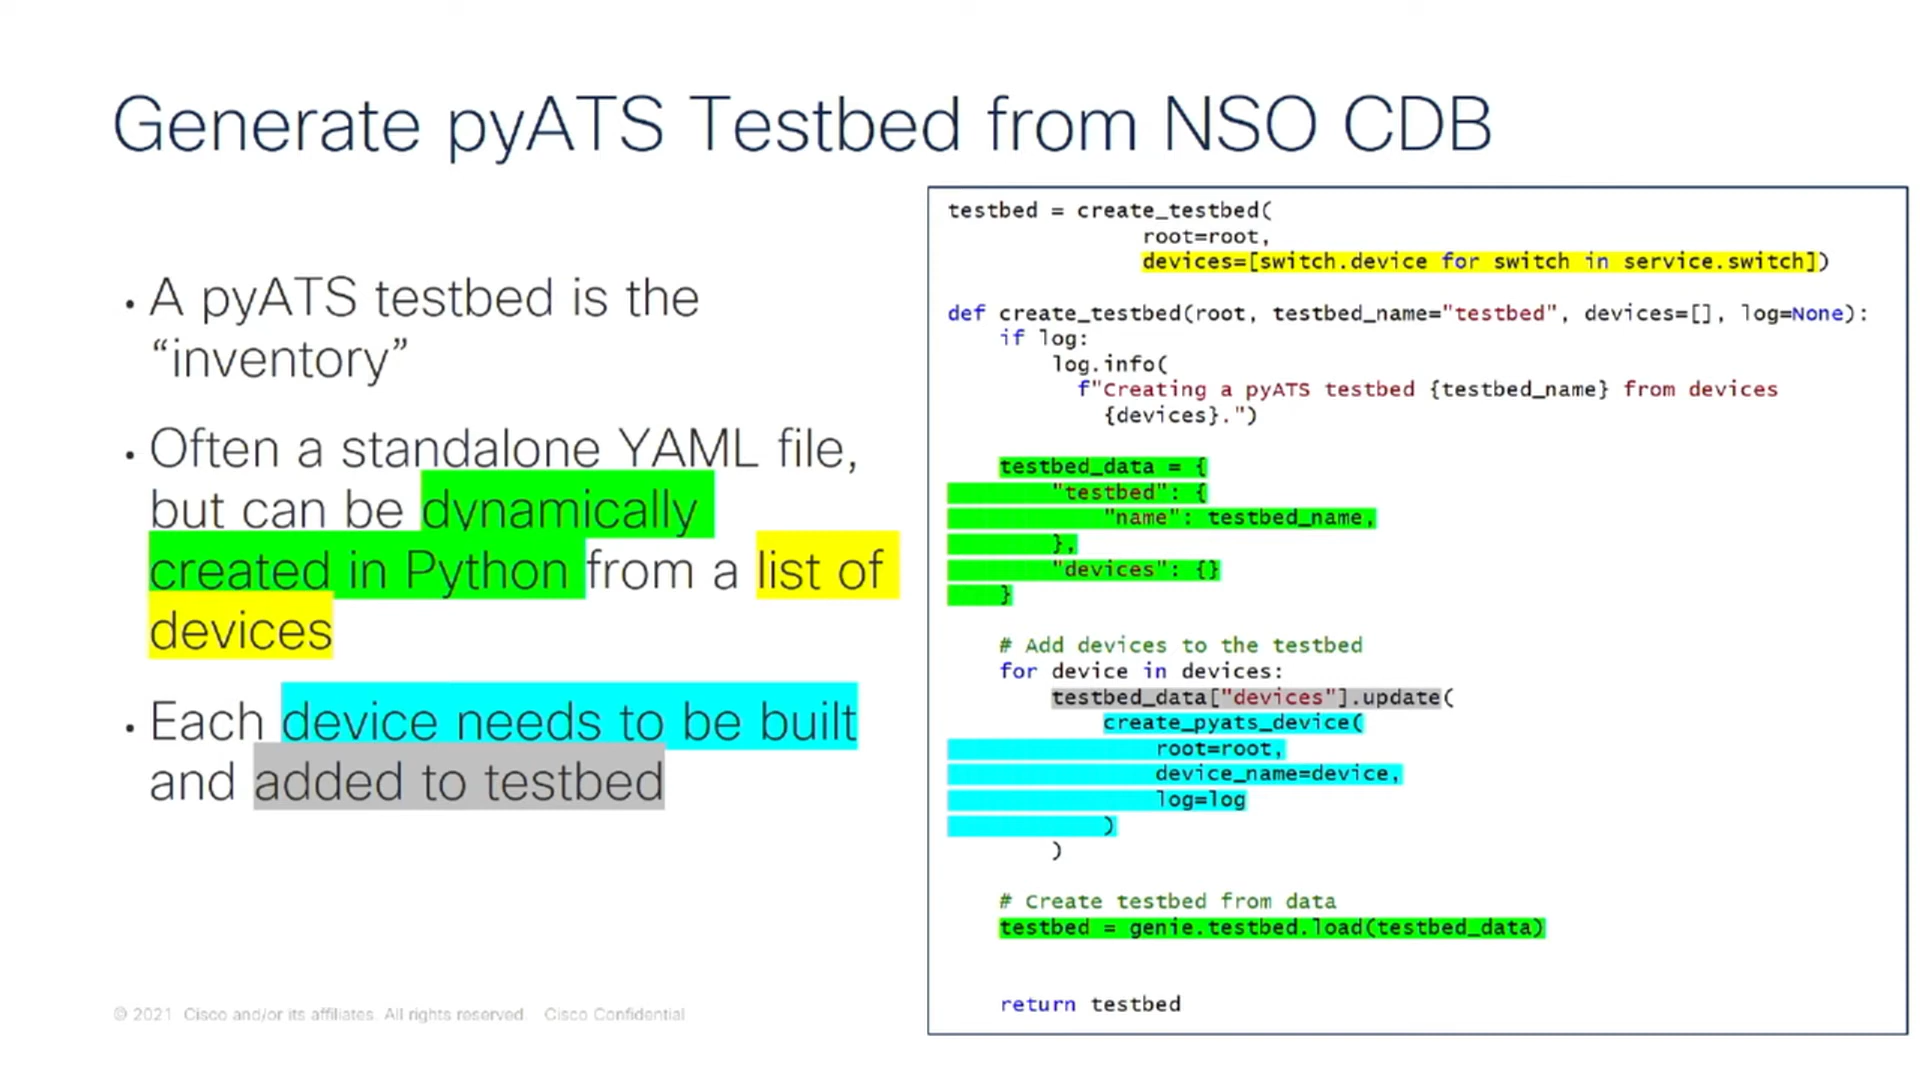 Generate pyATS Testbed from NSO CDB
• A pyATS testbed is the
“inventory”
• Often a standalone YAML file,
but can be dynamically
created in Python from a list of
devices
• Each device needs to be built
and added to testbed
testbed = create_testbed(
root=root,
devices=[switch.device for switch in service.switch])
def create_testbed(root, testbed_name="testbed", devices=[], log=None):
if log:
log.info(
f"Creating a pyATS testbed {testbed_name} from devices
{devices}.")
testbed_data = {
"testbed": {
"name": testbed_name,
},
"devices": {}
}
# Add devices to the testbed
for device in devices:
testbed_data["devices"].update(
create_pyats_device(
root=root,
device_name=device,
log=log
)
)
# Create testbed from data
testbed = genie.testbed.load(testbed_data)
return testbed
© 2021 Cisco and/or its affiliates. All rights reserved. Cisco Confidential